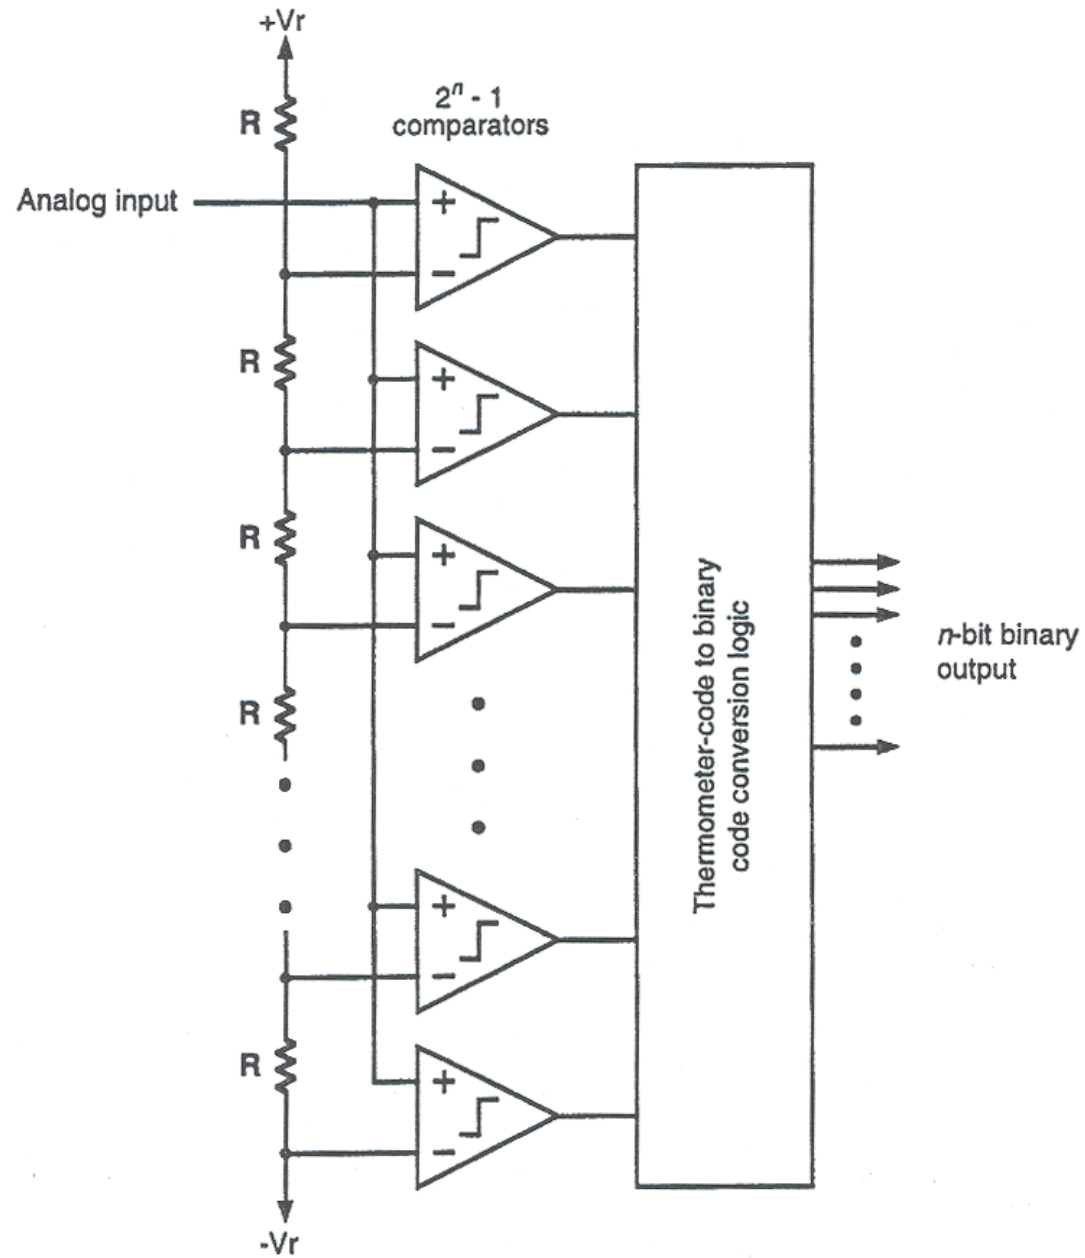 +Vr
R
2ⁿ - 1
comparators
Analog input
+
-
R
+
-
R
+
-
R
Thermometer-code to binary
code conversion logic
n-bit binary
output
+
-
R
+
-
-Vr